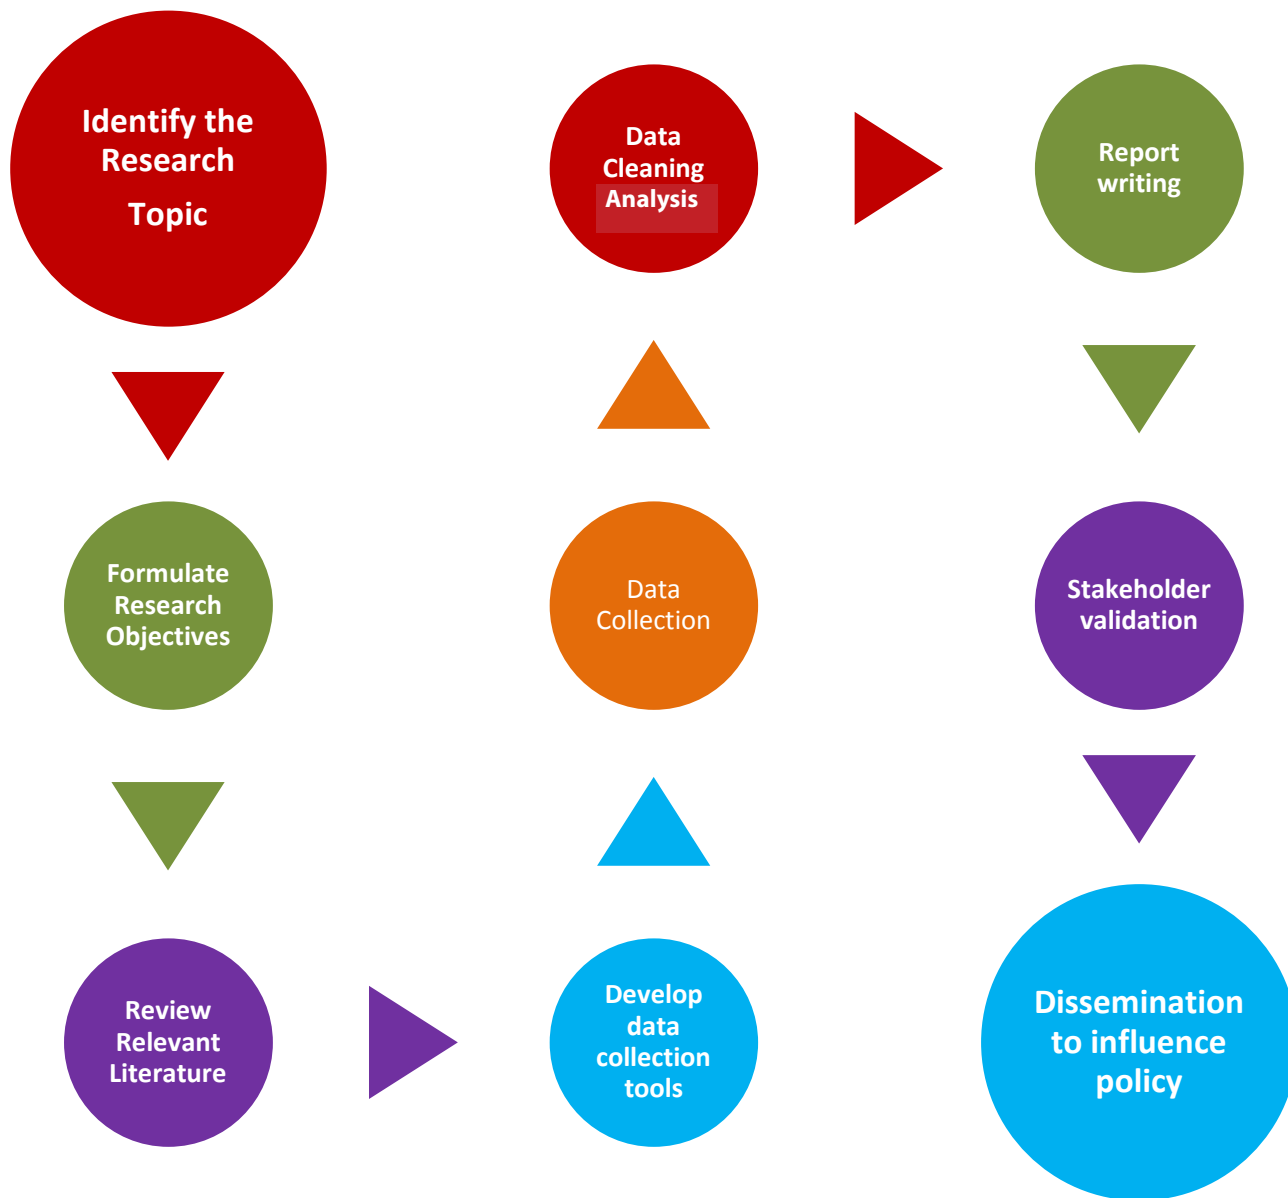 Identify the
Research
Topic
Formulate
Research
Objectives
Review
Relevant
Literature
Develop
data
collection
tools
Data
Collection
Data
Cleaning
Analysis
Report
writing
Stakeholder
validation
Dissemination
to influence
policy